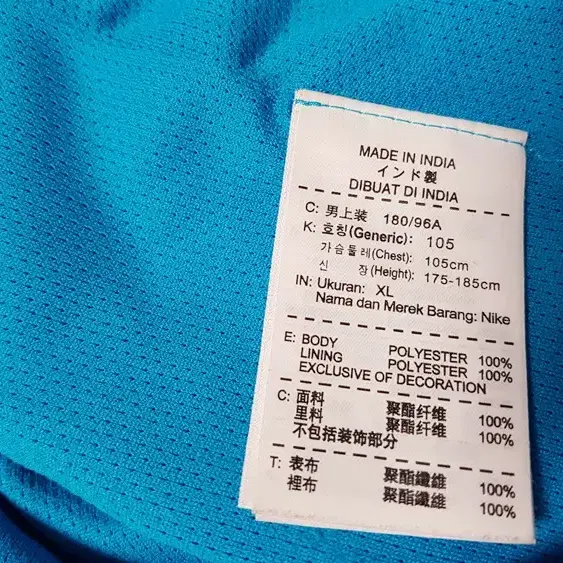 MADE IN INDIA
インド製
DIBUAT DI INDIA
C: 男上装 180/96A
K: 호칭(Generic): 105
가슴둘레(Chest): 105cm
신 장(Height): 175-185cm
IN: Ukuran: XL
Nama dan Merek Barang: Nike
E: BODY POLYESTER 100%
LINING POLYESTER 100%
EXCLUSIVE OF DECORATION
C: 面料 聚酯纤维 100%
里料 聚酯纤维 100%
不包括装饰部分
T: 表布 聚酯纖維 100%
裡布 聚酯纖維 100%